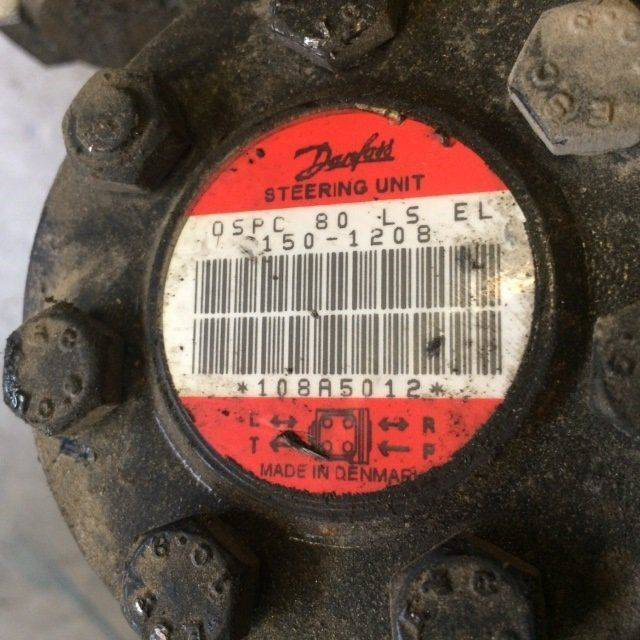 Danfoss
STEERING UNIT
OSPC 80 LS EL
150-1208
*108A5012*
L R
T P
MADE IN DENMARK